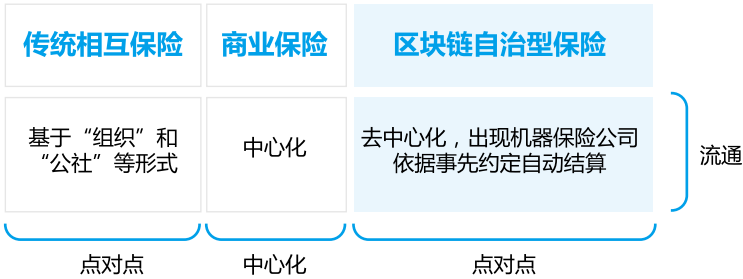 传统相互保险
商业保险
区块链自治型保险
基于“组织”和
“公社”等形式
中心化
去中心化，出现机器保险公司
依据事先约定自动结算
流通
点对点
中心化
点对点